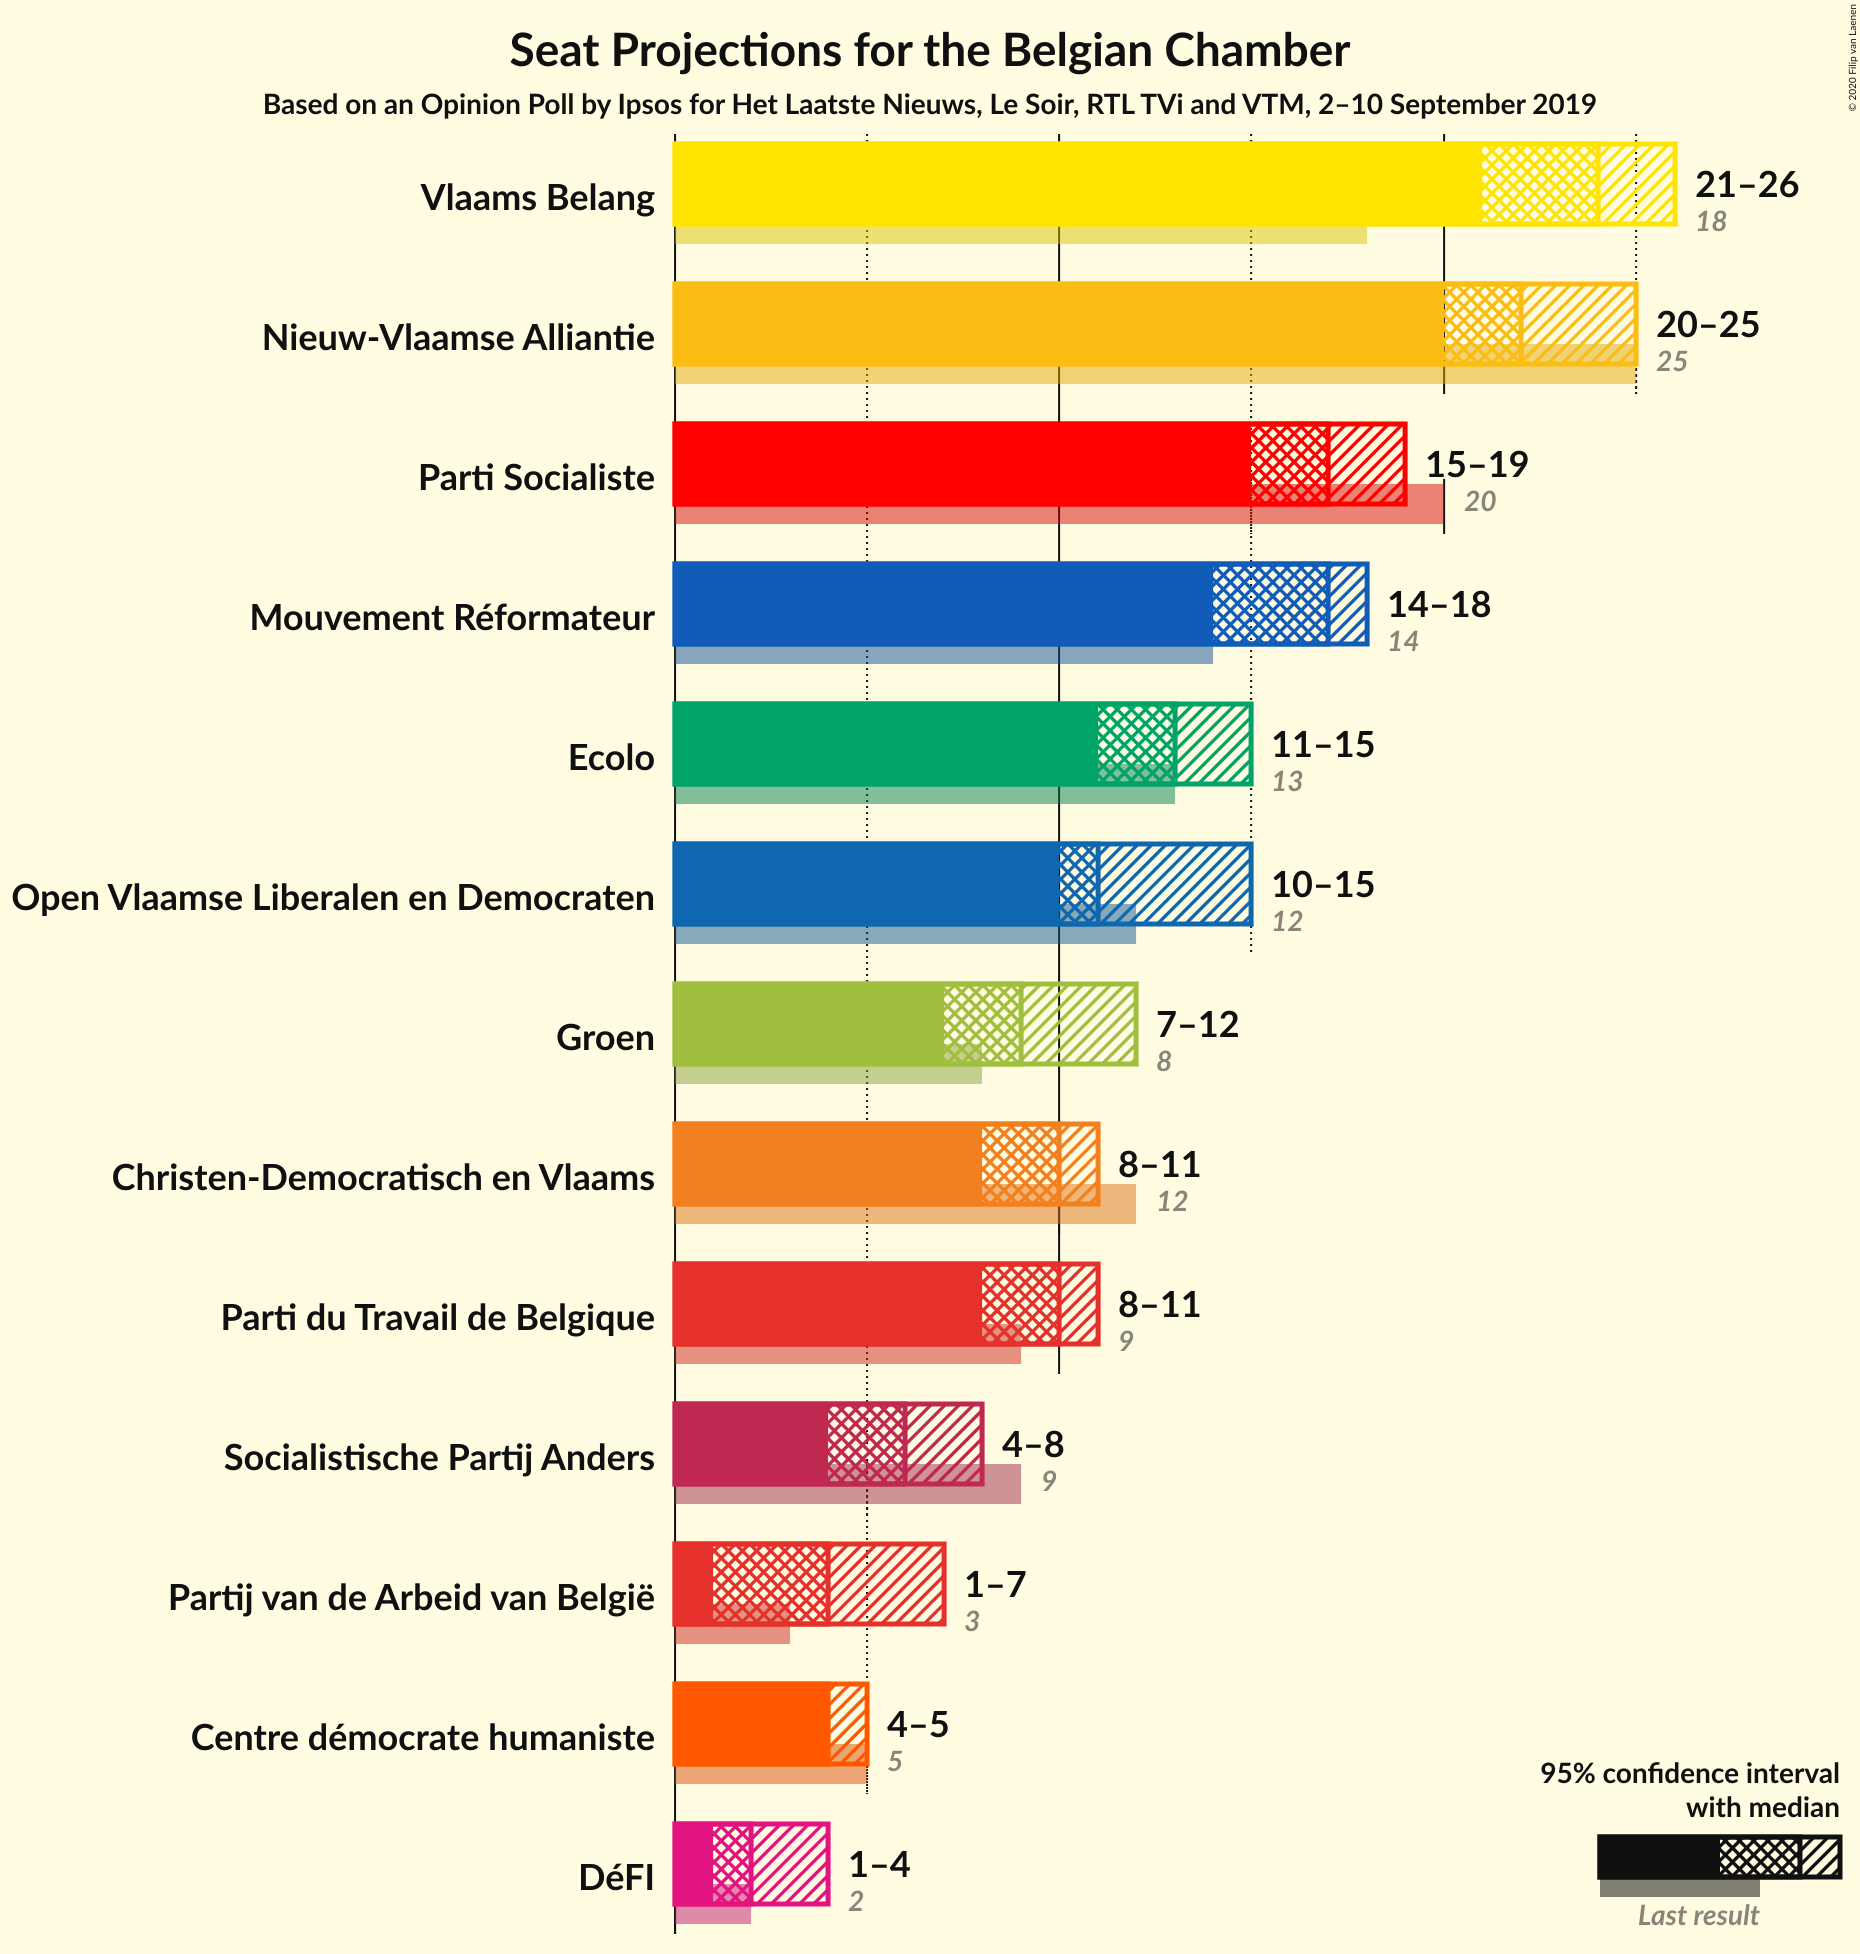 Seat Projections for the Belgian Chamber
Based on an Opinion Poll by Ipsos for Het Laatste Nieuws, Le Soir, RTL TVi and VTM, 2–10 September 2019
© 2020 Filip van Laenen
Vlaams Belang
21–26
18
Nieuw-Vlaamse Alliantie
20–25
25
Parti Socialiste
15–19
20
Mouvement Réformateur
14–18
14
Ecolo
11–15
13
Open Vlaamse Liberalen en Democraten
10–15
12
Groen
7–12
8
Christen-Democratisch en Vlaams
8–11
12
Parti du Travail de Belgique
8–11
9
Socialistische Partij Anders
4–8
9
Partij van de Arbeid van België
1–7
3
Centre démocrate humaniste
4–5
5
DéFI
1–4
2
95% confidence interval
with median
Last result